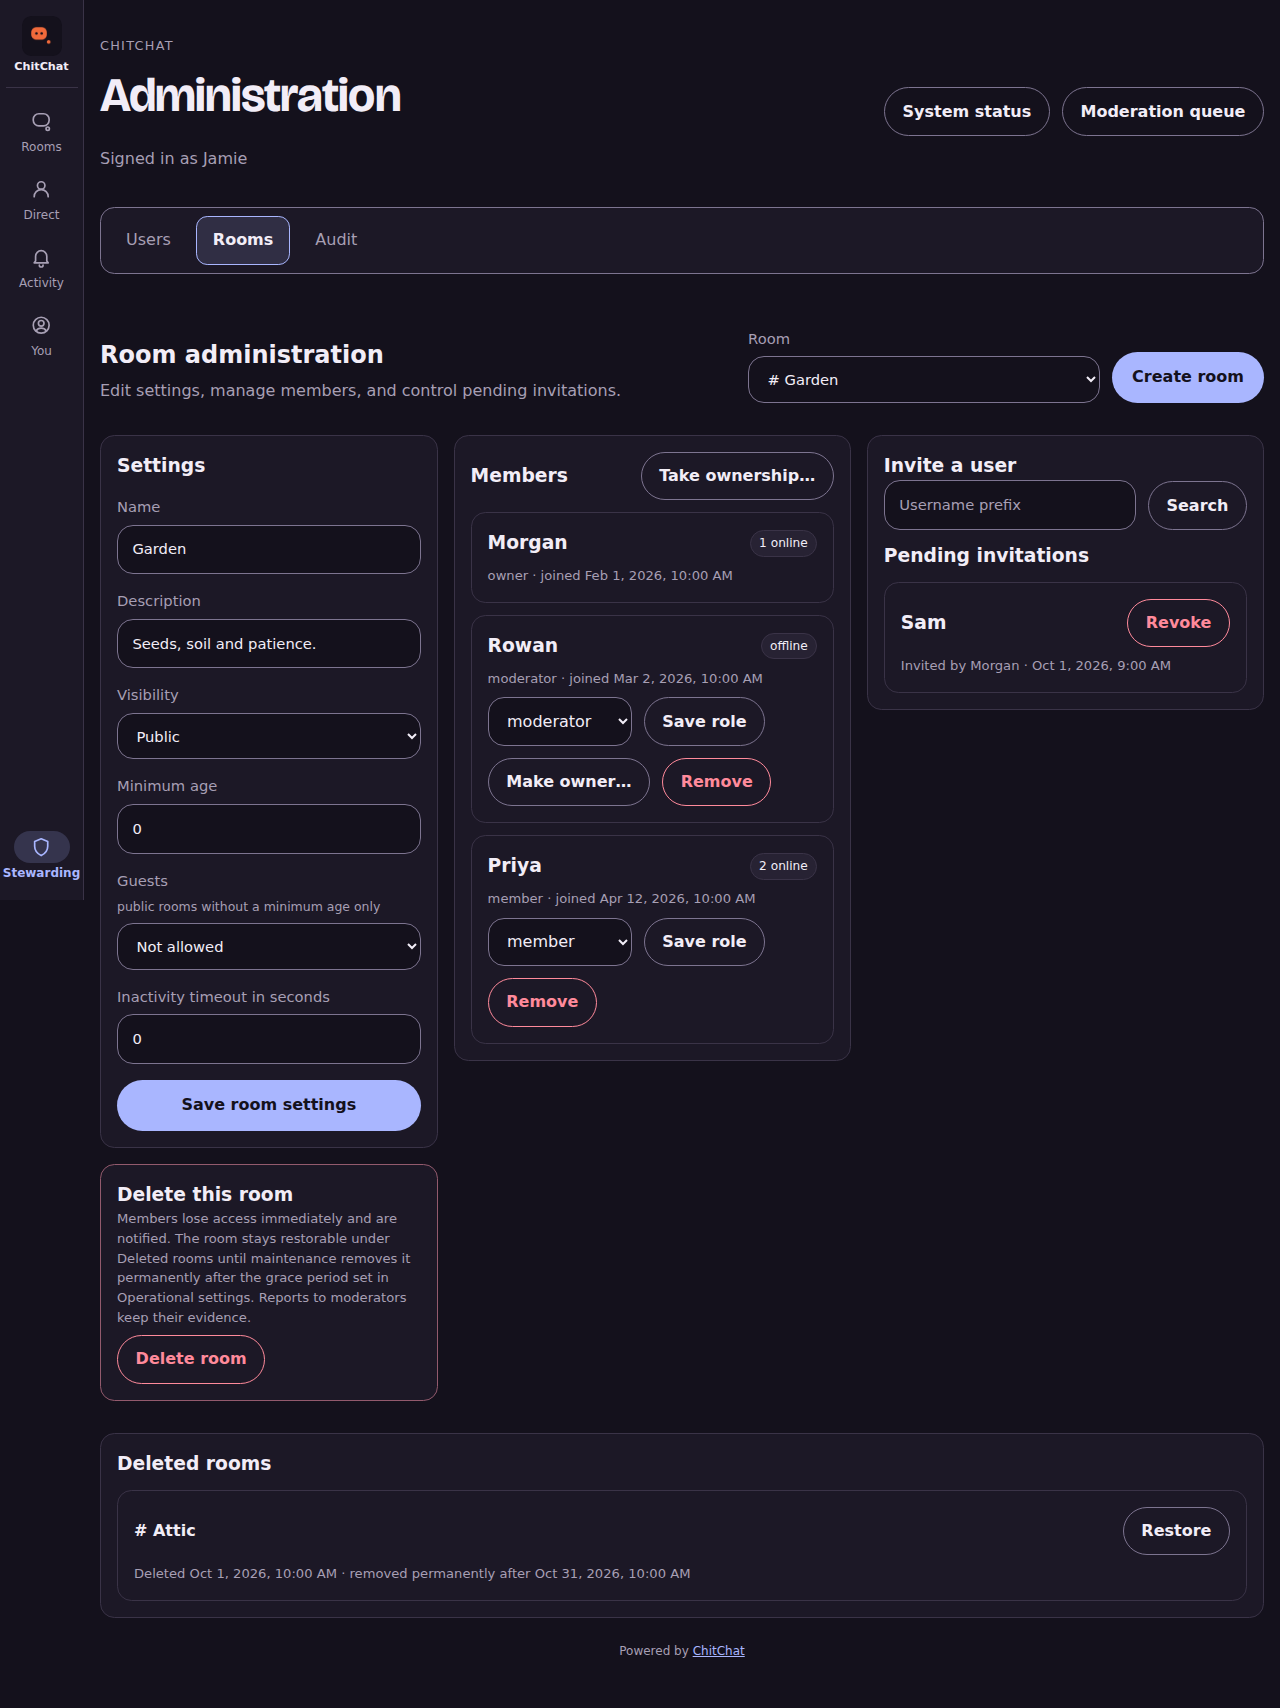 ChitChat
Rooms
Direct
Activity
You
Stewarding
CHITCHAT
Administration
Signed in as Jamie
System status
Moderation queue
Users
Rooms
Audit
Room administration
Edit settings, manage members, and control pending invitations.
Room
# Garden
Create room
Settings
Name
Garden
Description
Seeds, soil and patience.
Visibility
Public
Minimum age
0
Guests
public rooms without a minimum age only
Not allowed
Inactivity timeout in seconds
0
Save room settings
Delete this room
Members lose access immediately and are
notified. The room stays restorable under
Deleted rooms until maintenance removes it
permanently after the grace period set in
Operational settings. Reports to moderators
keep their evidence.
Delete room
Members
Take ownership…
Morgan
1 online
owner · joined Feb 1, 2026, 10:00 AM
Rowan
offline
moderator · joined Mar 2, 2026, 10:00 AM
moderator
Save role
Make owner…
Remove
Priya
2 online
member · joined Apr 12, 2026, 10:00 AM
member
Save role
Remove
Invite a user
Username prefix
Search
Pending invitations
Sam
Revoke
Invited by Morgan · Oct 1, 2026, 9:00 AM
Deleted rooms
# Attic
Restore
Deleted Oct 1, 2026, 10:00 AM · removed permanently after Oct 31, 2026, 10:00 AM
Powered by ChitChat